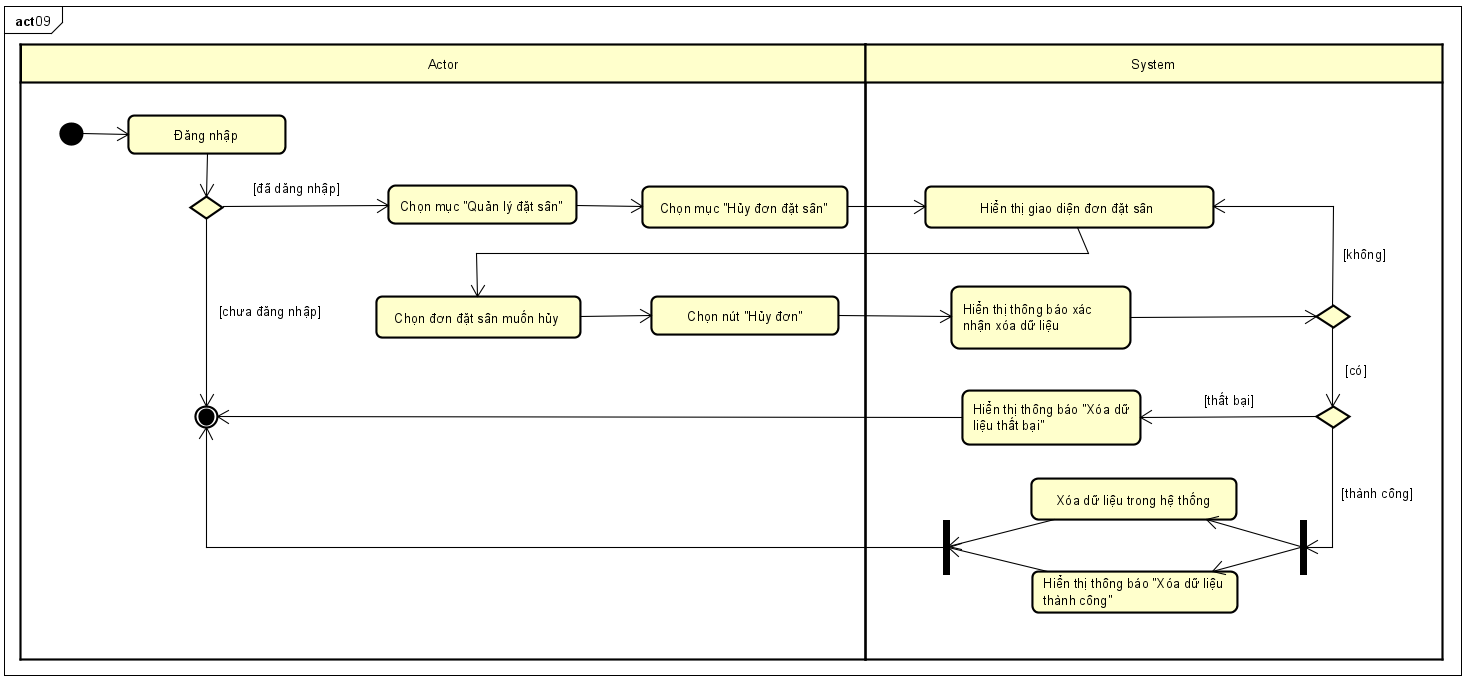 act09
Actor
System
Đăng nhập
[đã dăng nhập]
Chọn mục "Quản lý đặt sân"
Chọn mục "Hủy đơn đặt sân"
Hiển thị giao diện đơn đặt sân
[không]
[chưa đăng nhập]
Chọn đơn đặt sân muốn hủy
Chọn nút "Hủy đơn"
Hiển thị thông báo xác
nhận xóa dữ liệu
[có]
[thất bại]
Hiển thị thông báo "Xóa dữ
liệu thất bại"
[thành công]
Xóa dữ liệu trong hệ thống
Hiển thị thông báo "Xóa dữ liệu
thành công"